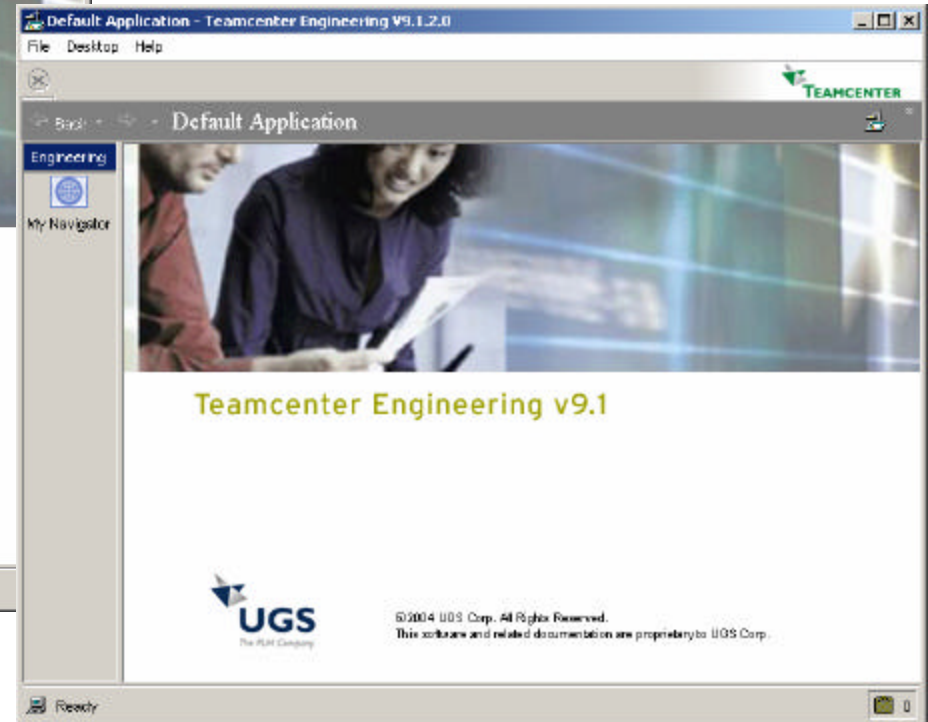 Default Application - Teamcenter Engineering V9.1.2.0
File Desktop Help
TEAMCENTER
Back Default Application
Engineering
My Navigator
Teamcenter Engineering v9.1
UGS
The PLM Company
©2004 UGS Corp. All Rights Reserved.
This software and related documentation are proprietary to UGS Corp.
Ready 0